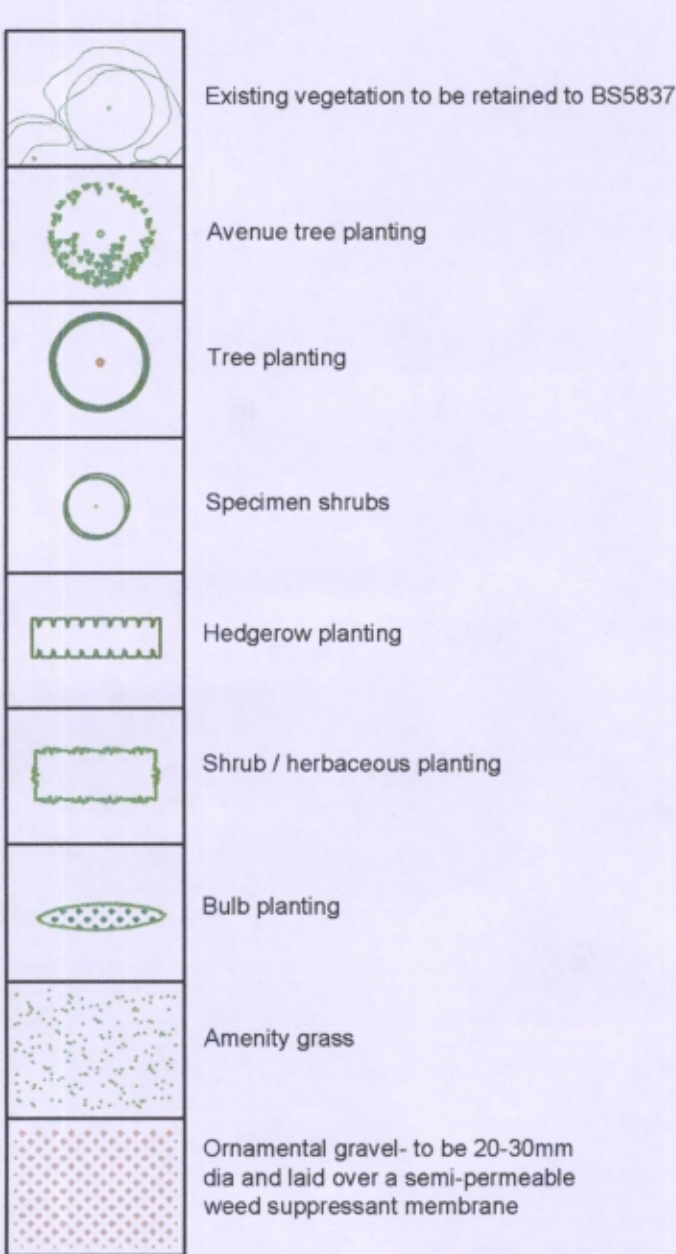 Existing vegetation to be retained to BS5837
Avenue tree planting
Tree planting
Specimen shrubs
Hedgerow planting
Shrub / herbaceous planting
Bulb planting
Amenity grass
Ornamental gravel- to be 20-30mm
dia and laid over a semi-permeable
weed suppressant membrane